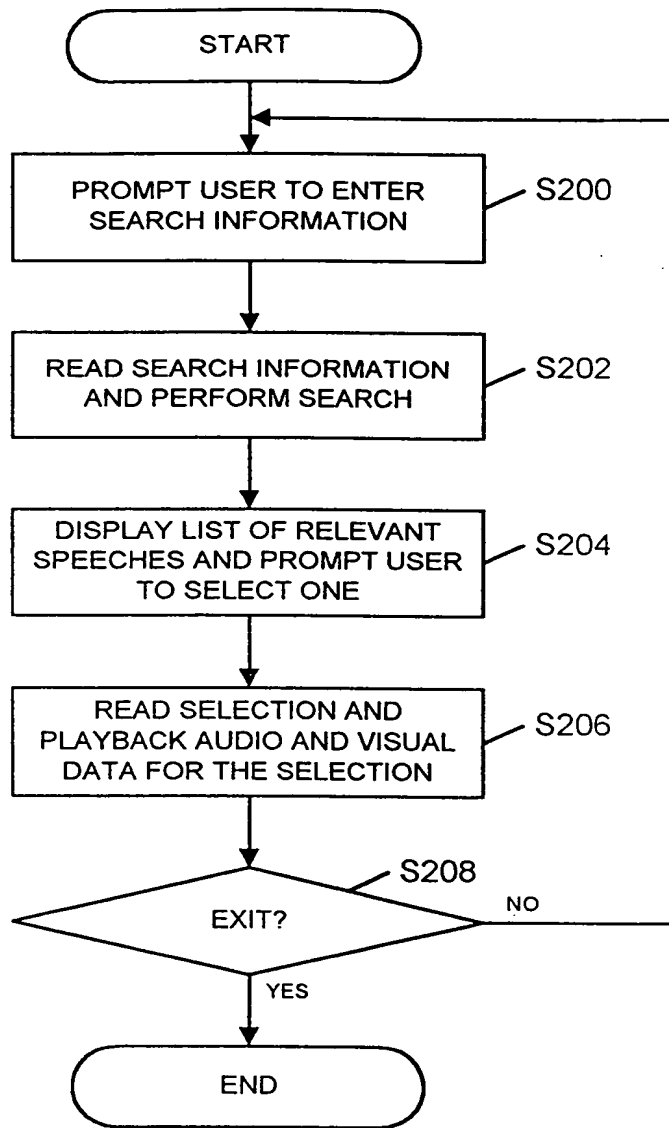 START
PROMPT USER TO ENTER
SEARCH INFORMATION
S200
READ SEARCH INFORMATION
AND PERFORM SEARCH
S202
DISPLAY LIST OF RELEVANT
SPEECHES AND PROMPT USER
TO SELECT ONE
S204
READ SELECTION AND
PLAYBACK AUDIO AND VISUAL
DATA FOR THE SELECTION
S206
S208
EXIT?
NO
YES
END